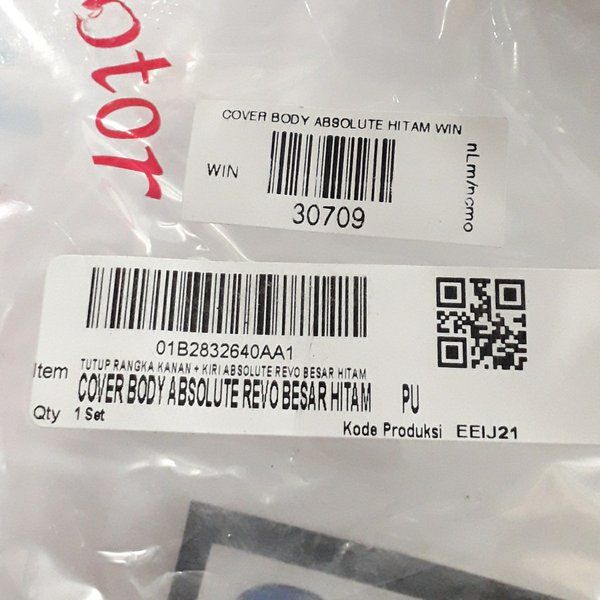 otor
COVER BODY ABSOLUTE HITAM WIN
WIN
30709
nLm/ncmo
01B2832640AA1
TUTUP RANGKA KANAN + KIRI ABSOLUTE REVO BESAR HITAM
Item COVER BODY ABSOLUTE REVO BESAR HITAM PU
Qty 1 Set
Kode Produksi EEIJ21